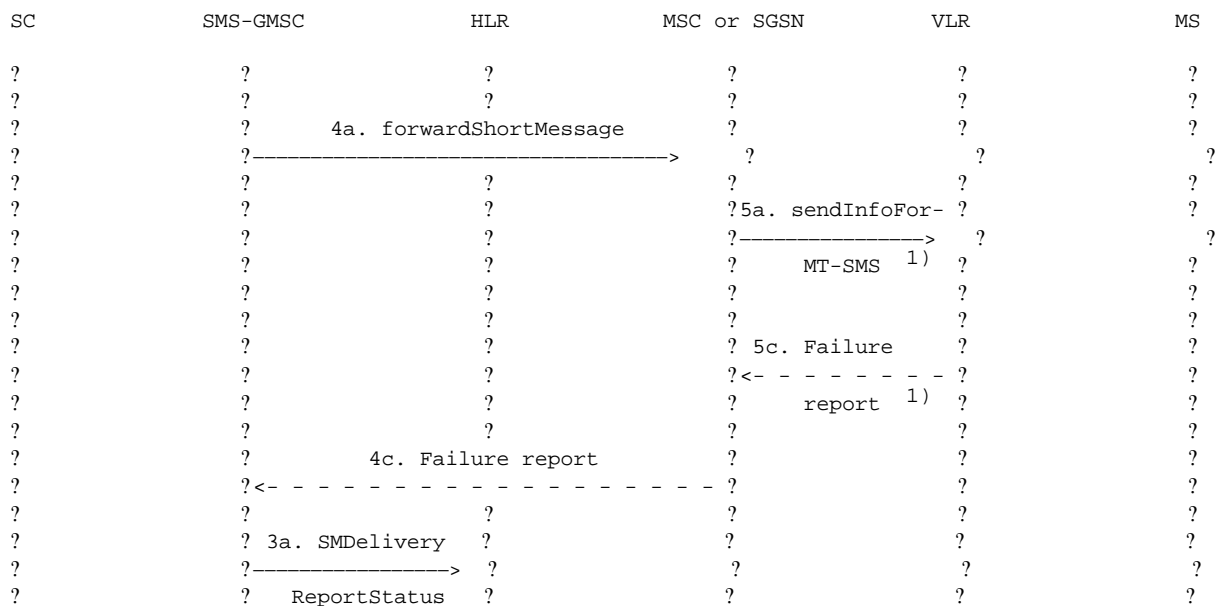 SC SMS-GMSC HLR MSC or SGSN VLR MS
? ? ? ? ? ?
? ? ? ? ? ?
? ? 4a. forwardShortMessage ? ? ?
? ?––––––––––––––––––––––––––––––––––––> ? ? ?
? ? ? ? ? ?
? ? ? ?5a. sendInfoFor- ? ?
? ? ? ?––––––––––––––––> ? ?
? ? ? ? MT-SMS 1) ? ?
? ? ? ? ? ?
? ? ? ? ? ?
? ? ? ? 5c. Failure ? ?
? ? ? ?<- - - - - - - - ? ?
? ? ? ? report 1) ? ?
? ? ? ? ? ?
? ? 4c. Failure report ? ? ?
? ?<- - - - - - - - - - - - - - - - - - ? ? ?
? ? ? ? ? ?
? ? 3a. SMDelivery ? ? ? ?
? ?–––––––––––––––––> ? ? ? ?
? ? ReportStatus ? ? ? ?